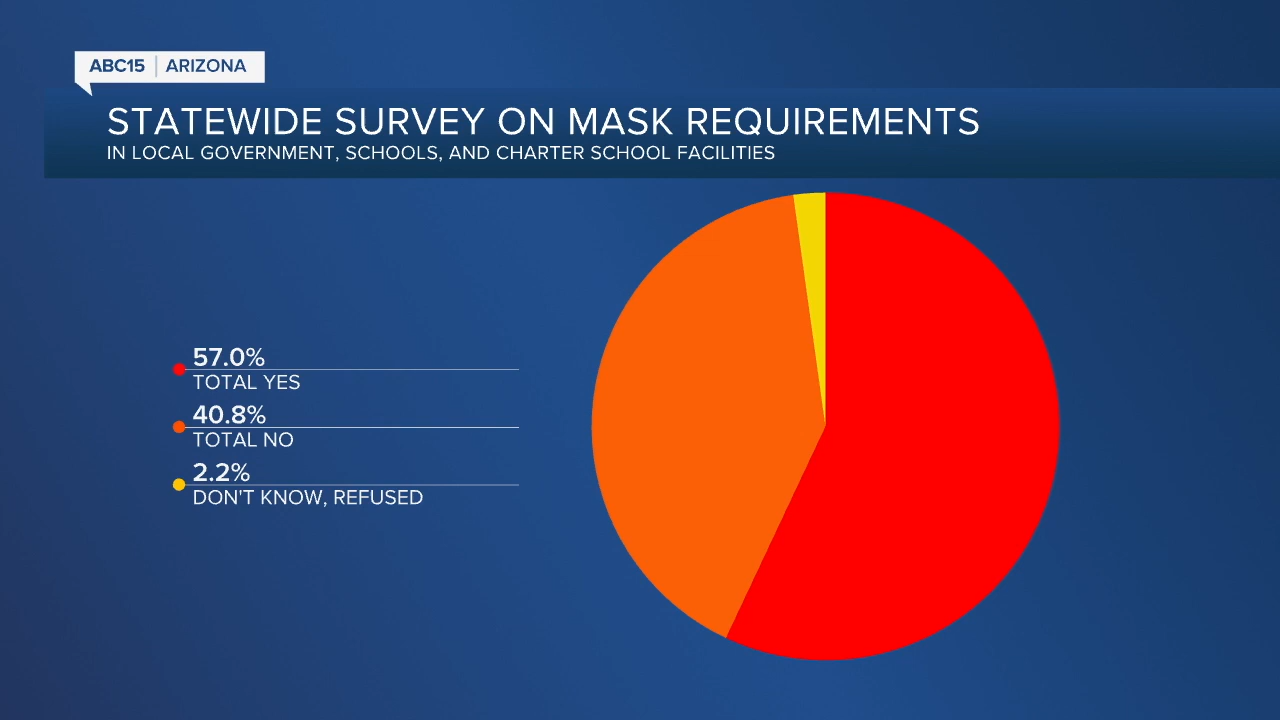 ABC15 | ARIZONA
STATEWIDE SURVEY ON MASK REQUIREMENTS
IN LOCAL GOVERNMENT, SCHOOLS, AND CHARTER SCHOOL FACILITIES
57.0%
TOTAL YES
40.8%
TOTAL NO
2.2%
DON'T KNOW, REFUSED